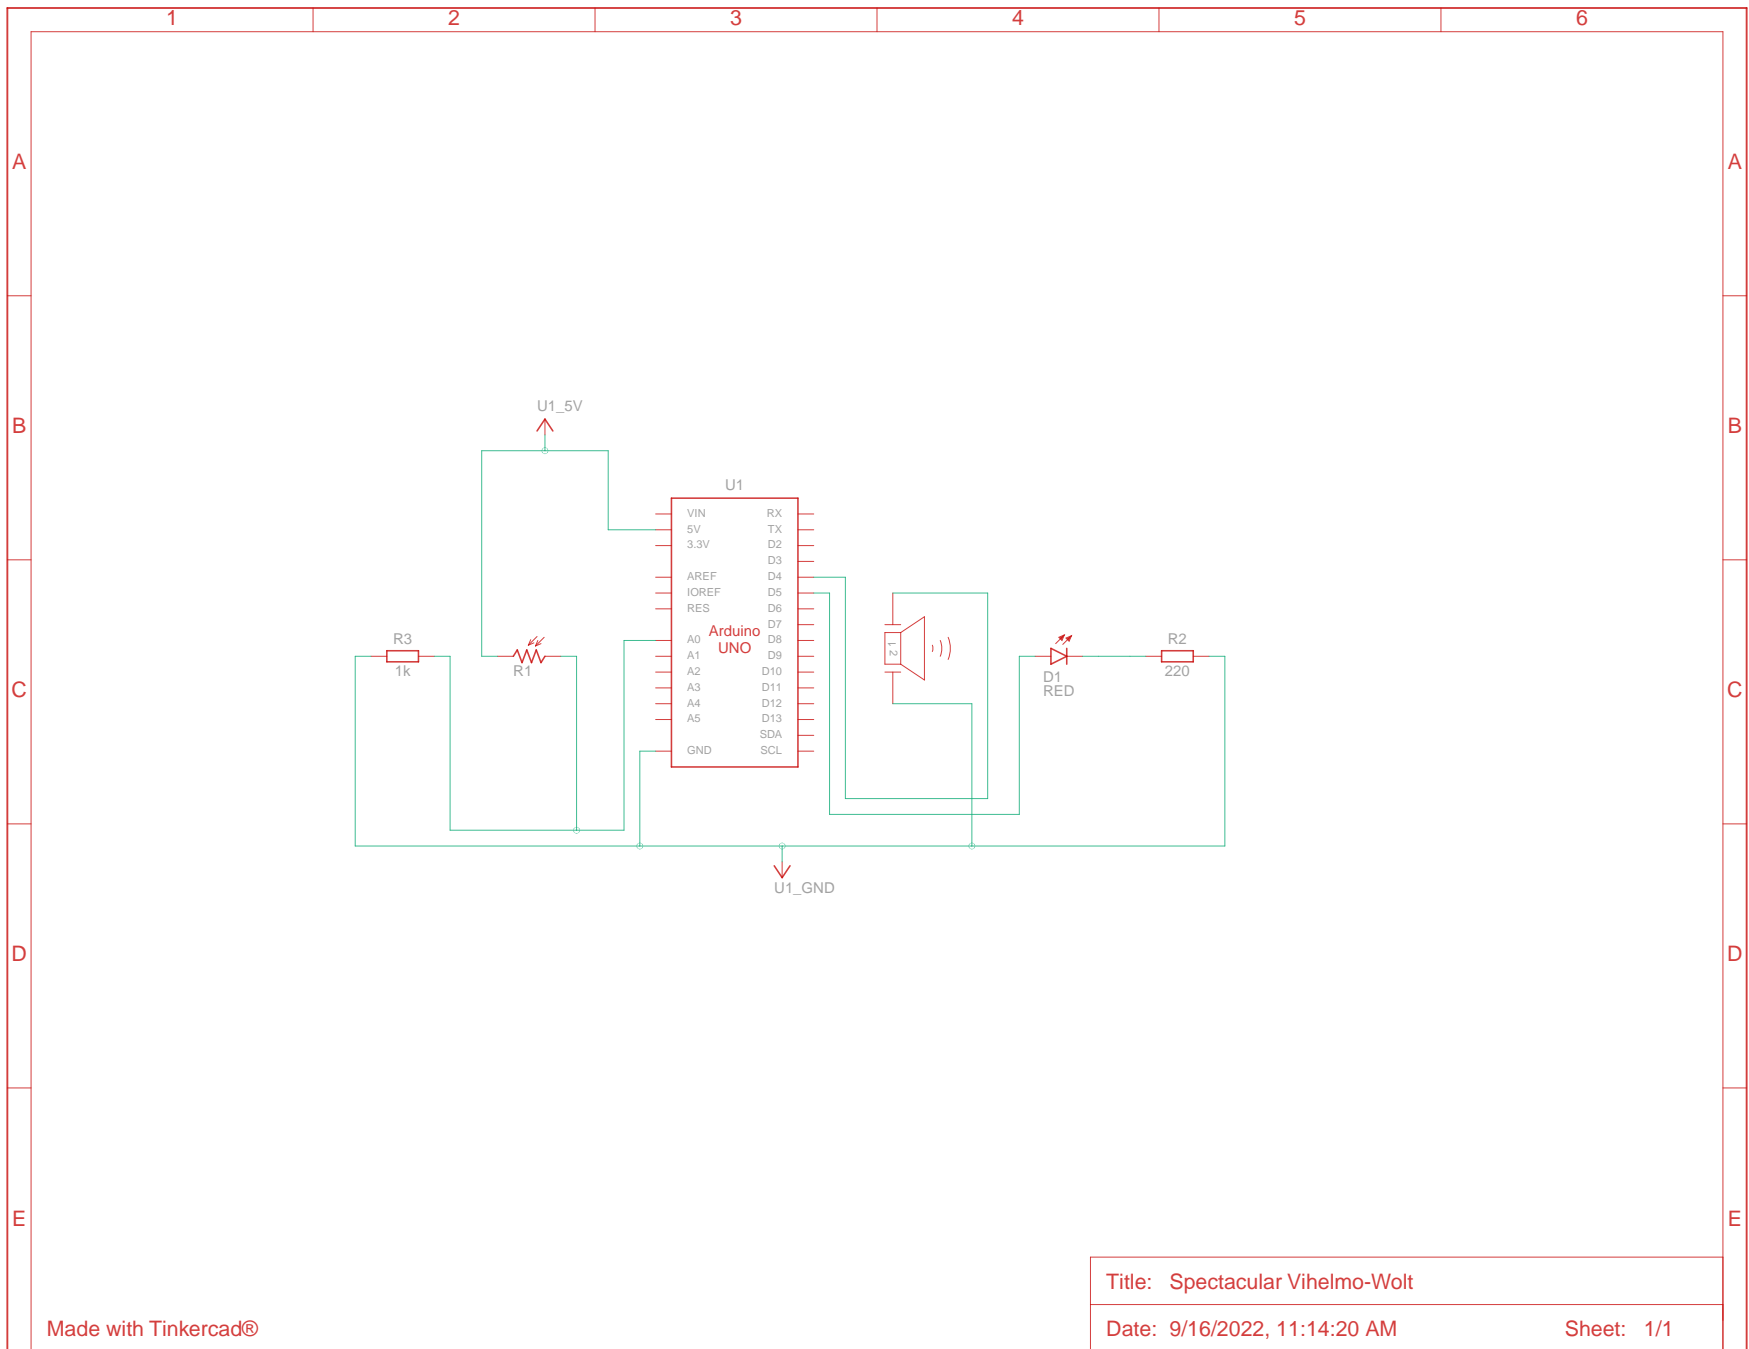 1 2 3 4 5 6
A A
B B
C C
D D
E E
U1_5V
U1
VIN RX
5V TX
3.3V D2
D3
AREF D4
IOREF D5
RES D6
D7
A0 D8
A1 D9
A2 D10
A3 D11
A4 D12
A5 D13
SDA
GND SCL
Arduino
UNO
R3
1k
R1
1 2
D1
RED
R2
220
U1_GND
Title: Spectacular Vihelmo-Wolt
Date: 9/16/2022, 11:14:20 AM Sheet: 1/1
Made with Tinkercad®